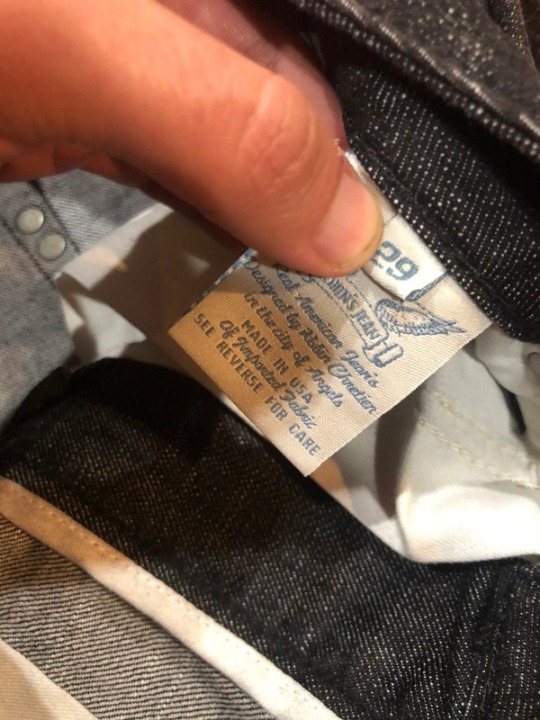 29
Real American Jeans
Designed by Robin Chretien
in the City of Angels
MADE IN USA
Of Imported Fabric
SEE REVERSE FOR CARE